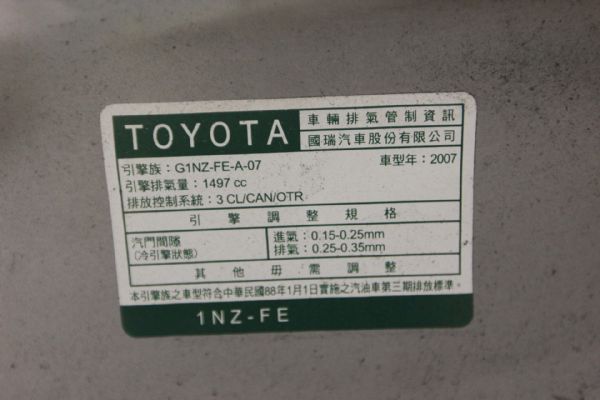 TOYOTA
車輛排氣管制資訊
國瑞汽車股份有限公司
引擎族：G1NZ-FE-A-07
車型年：2007
引擎排氣量：1497 cc
排放控制系統：3 CL/CAN/OTR
引擎調整規格
汽門間隙
(冷引擎狀態)
進氣：0.15-0.25mm
排氣：0.25-0.35mm
其他毋需調整
本引擎族之車型符合中華民國88年1月1日實施之汽油車第三期排放標準。
1NZ-FE